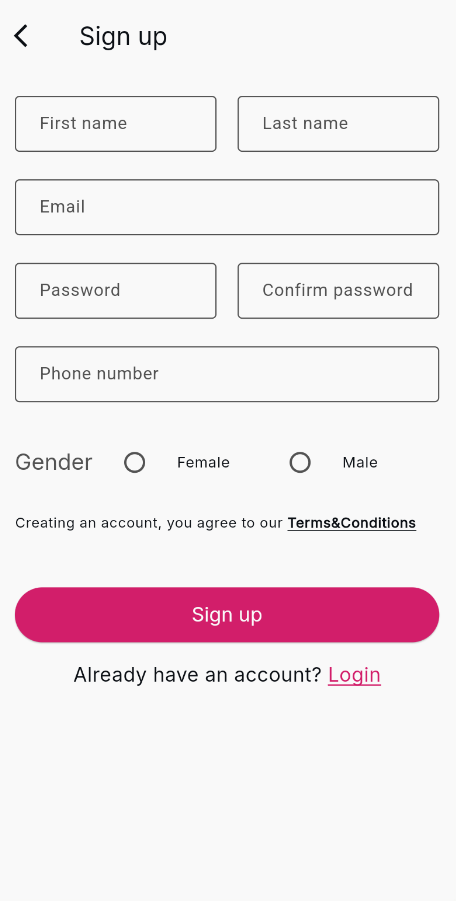 Sign up
First name Last name
Email
Password Confirm password
Phone number
Gender Female Male
Creating an account, you agree to our Terms&Conditions
Sign up
Already have an account? Login